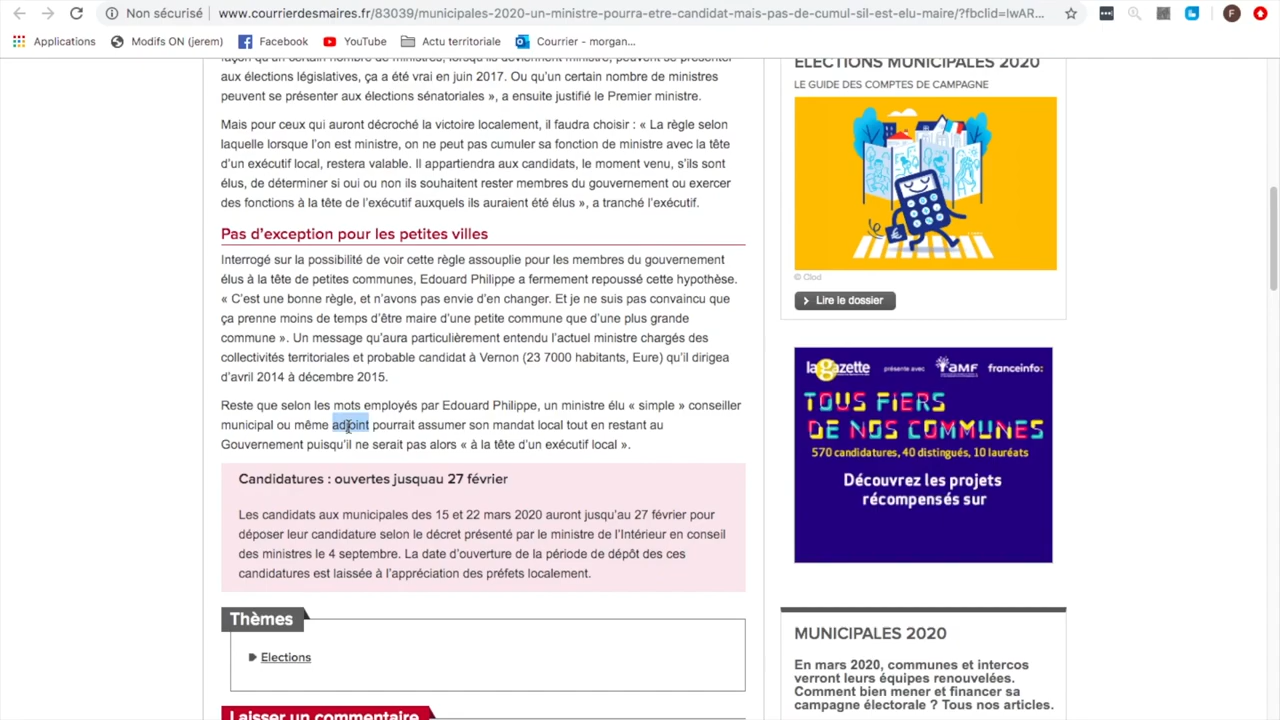 Non sécurisé
www.courrierdesmaires.fr/83039/municipales-2020-un-ministre-pourra-etre-candidat-mais-pas-de-cumul-sil-est-elu-maire/?fbclid=IwAR...
F
Applications
Modifs ON (jerem)
Facebook
YouTube
Actu territoriale
Courrier - morgan...
façon qu'un certain nombre de ministres, lorsqu'ils deviennent ministre, peuvent se présenter
aux élections législatives, ça a été vrai en juin 2017. Ou qu'un certain nombre de ministres
peuvent se présenter aux élections sénatoriales », a ensuite justifié le Premier ministre.
Mais pour ceux qui auront décroché la victoire localement, il faudra choisir : « La règle selon
laquelle lorsque l'on est ministre, on ne peut pas cumuler sa fonction de ministre avec la tête
d'un exécutif local, restera valable. Il appartiendra aux candidats, le moment venu, s'ils sont
élus, de déterminer si oui ou non ils souhaitent rester membres du gouvernement ou exercer
des fonctions à la tête de l'exécutif auxquels ils auraient été élus », a tranché l'exécutif.
Pas d'exception pour les petites villes
Interrogé sur la possibilité de voir cette règle assouplie pour les membres du gouvernement
élus à la tête de petites communes, Edouard Philippe a fermement repoussé cette hypothèse.
« C'est une bonne règle, et n'avons pas envie d'en changer. Et je ne suis pas convaincu que
ça prenne moins de temps d'être maire d'une petite commune que d'une plus grande
commune ». Un message qu'aura particulièrement entendu l'actuel ministre chargés des
collectivités territoriales et probable candidat à Vernon (23 7000 habitants, Eure) qu'il dirigea
d'avril 2014 à décembre 2015.
Reste que selon les mots employés par Edouard Philippe, un ministre élu « simple » conseiller
municipal ou même adjoint pourrait assumer son mandat local tout en restant au
Gouvernement puisqu'il ne serait pas alors « à la tête d'un exécutif local ».
Candidatures : ouvertes jusquau 27 février
Les candidats aux municipales des 15 et 22 mars 2020 auront jusqu'au 27 février pour
déposer leur candidature selon le décret présenté par le ministre de l'Intérieur en conseil
des ministres le 4 septembre. La date d'ouverture de la période de dépôt des ces
candidatures est laissée à l'appréciation des préfets localement.
Thèmes
Elections
Laisser un commentaire
ELECTIONS MUNICIPALES 2020
LE GUIDE DES COMPTES DE CAMPAGNE
© Clod
Lire le dossier
la gazette présente avec AMF franceinfo:
TOUS FIERS
DE NOS COMMUNES
570 candidatures, 40 distingués, 10 lauréats
Découvrez les projets
récompensés sur
MUNICIPALES 2020
En mars 2020, communes et intercos
verront leurs équipes renouvelées.
Comment bien mener et financer sa
campagne électorale ? Tous nos articles.